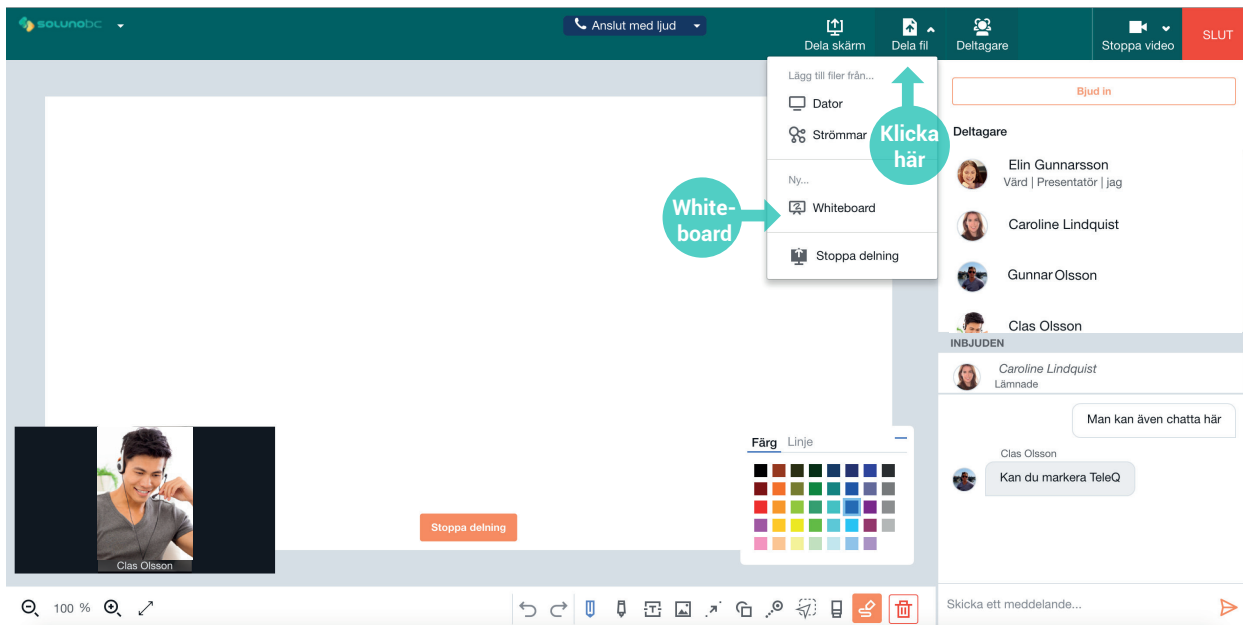 solunobc
Anslut med ljud
Dela skärm
Dela fil
Deltagare
Stoppa video
SLUT
Lägg till filer från...
Dator
Strömmar
Ny...
Whiteboard
Stoppa delning
Klicka
här
White-
board
Bjud in
Deltagare
Elin Gunnarsson
Värd | Presentatör | jag
Caroline Lindquist
Gunnar Olsson
Clas Olsson
INBJUDEN
Caroline Lindquist
Lämnade
Man kan även chatta här
Clas Olsson
Kan du markera TeleQ
Färg Linje
Stoppa delning
Clas Olsson
100 %
Skicka ett meddelande...